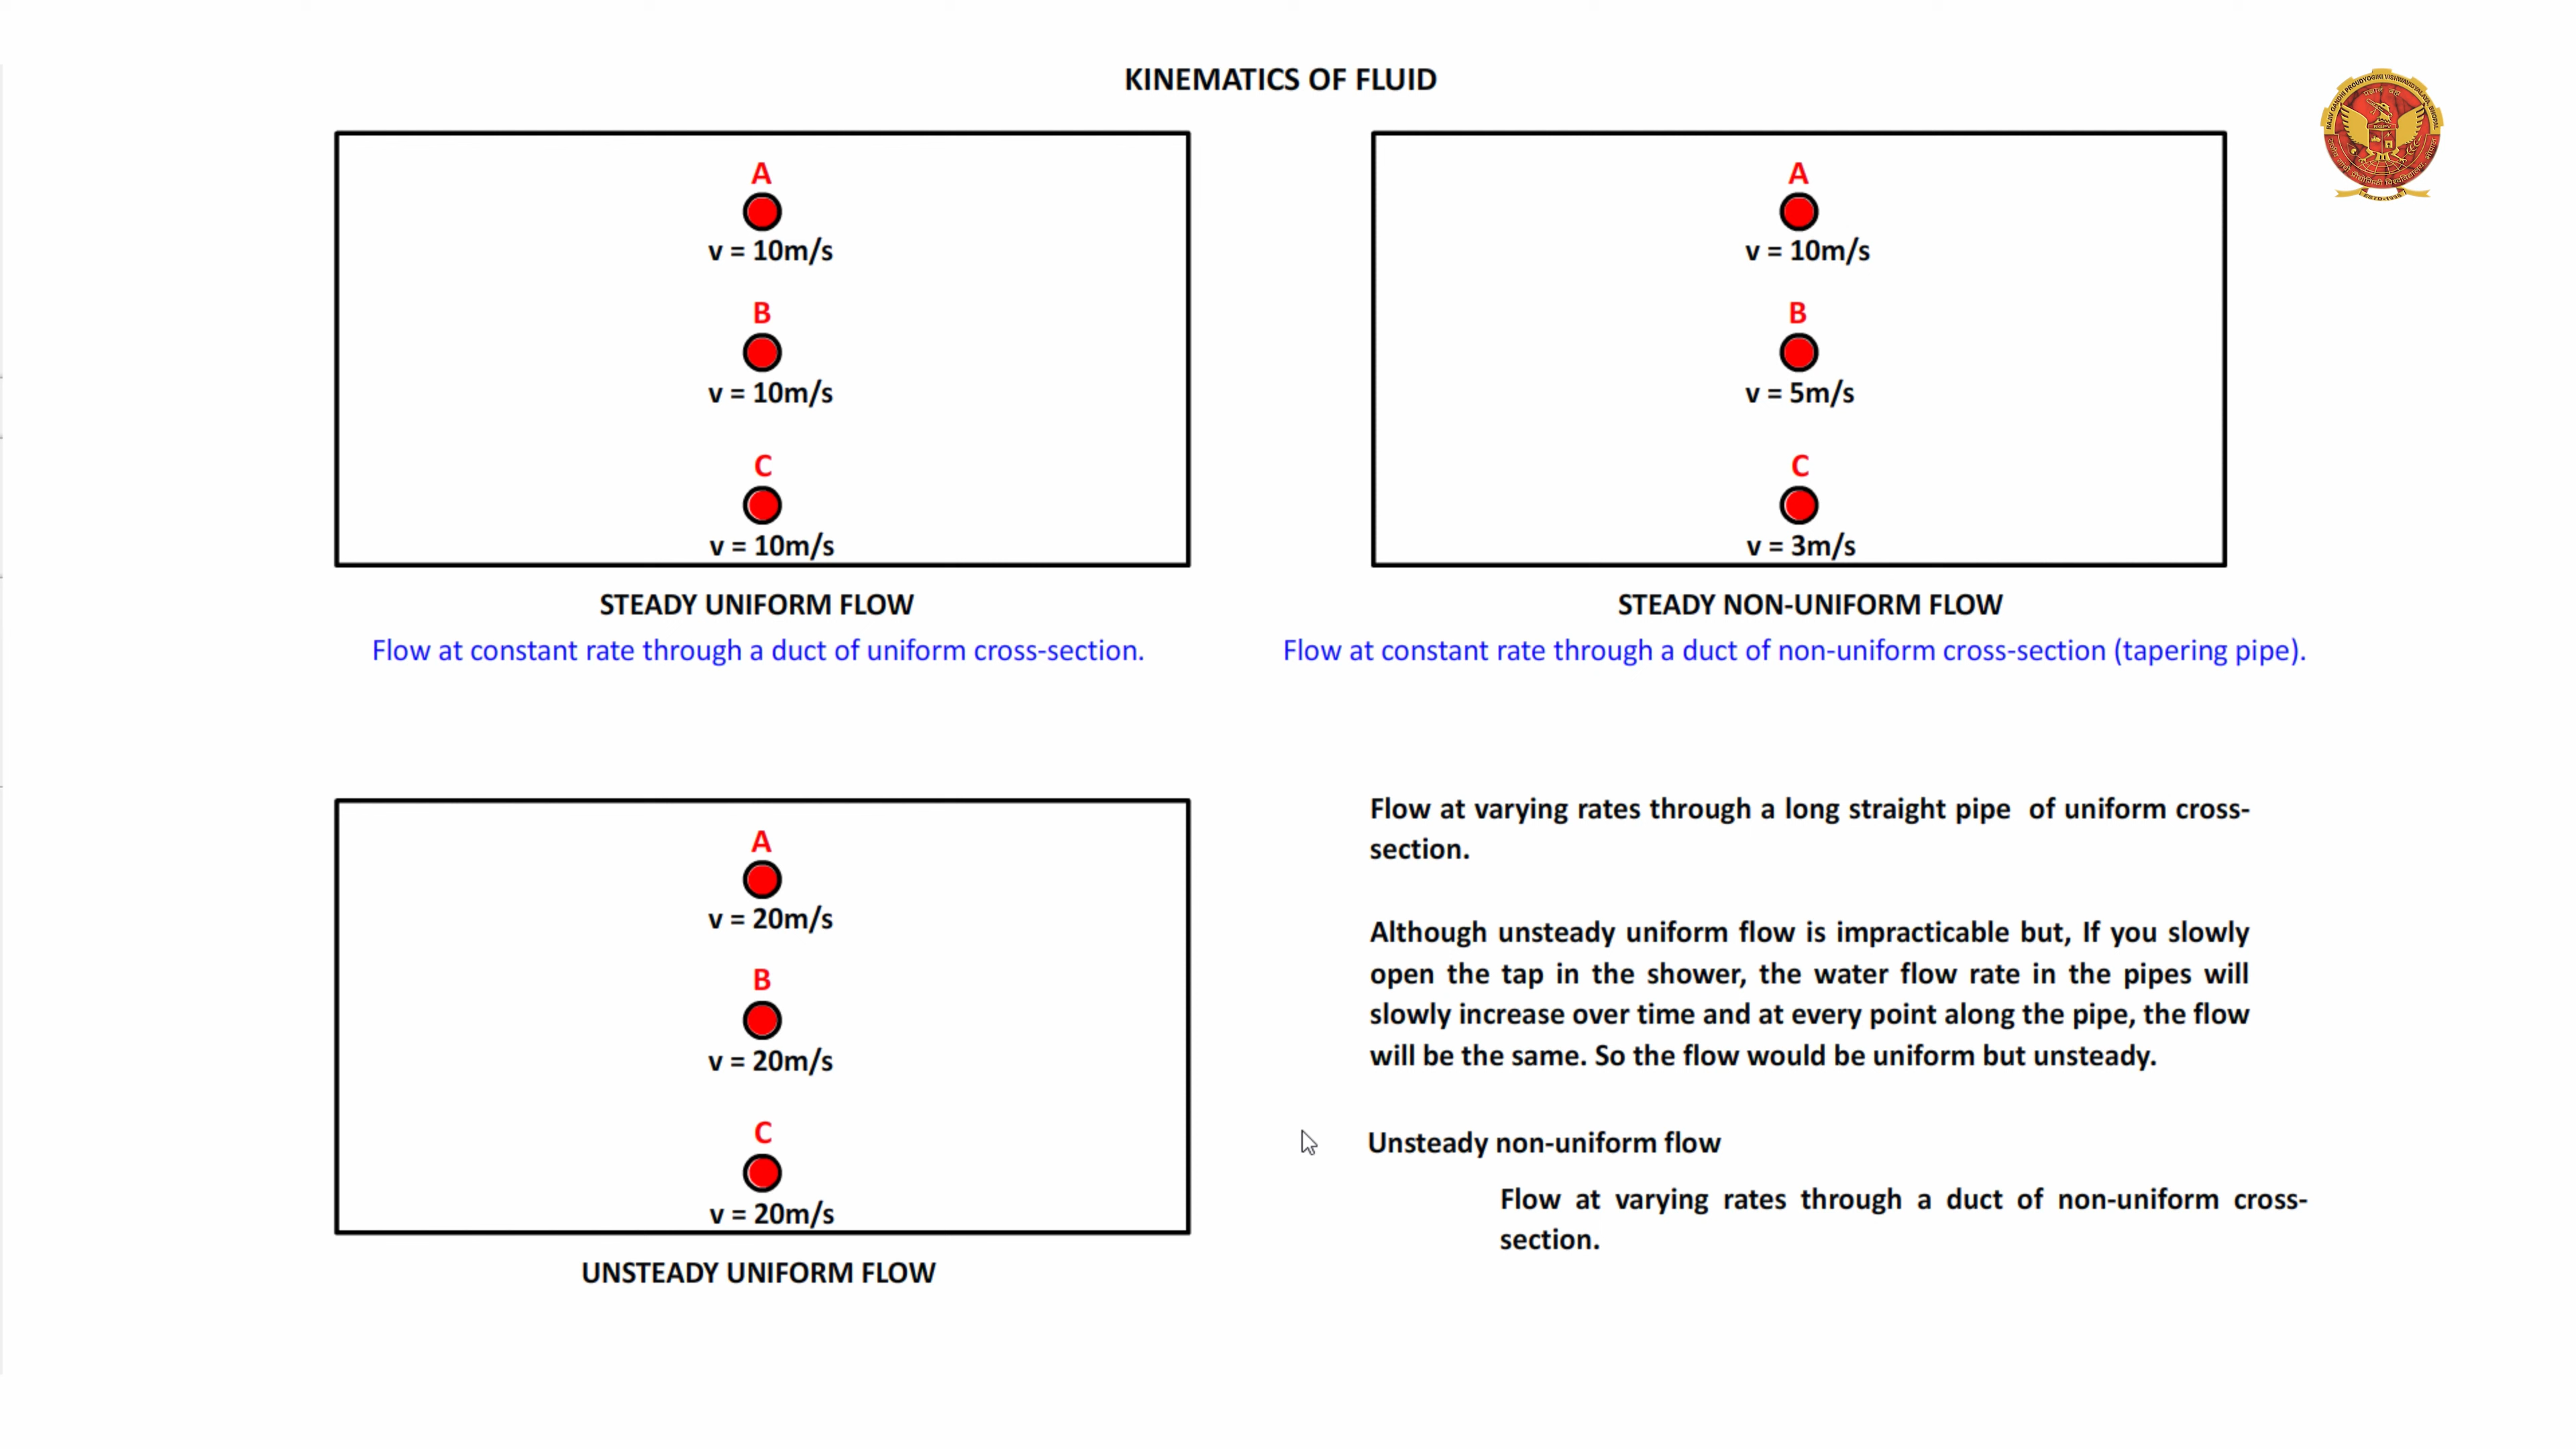 KINEMATICS OF FLUID
RAJIV GANDHI PROUDYOGIKI VISHWAVIDYALAYA, BHOPAL
A
v = 10m/s
B
v = 10m/s
C
v = 10m/s
STEADY UNIFORM FLOW
Flow at constant rate through a duct of uniform cross-section.
A
v = 10m/s
B
v = 5m/s
C
v = 3m/s
STEADY NON-UNIFORM FLOW
Flow at constant rate through a duct of non-uniform cross-section (tapering pipe).
A
v = 20m/s
B
v = 20m/s
C
v = 20m/s
UNSTEADY UNIFORM FLOW
Flow at varying rates through a long straight pipe  of uniform cross-
section.
Although unsteady uniform flow is impracticable but, If you slowly
open the tap in the shower, the water flow rate in the pipes will
slowly increase over time and at every point along the pipe, the flow
will be the same. So the flow would be uniform but unsteady.
Unsteady non-uniform flow
Flow at varying rates through a duct of non-uniform cross-
section.